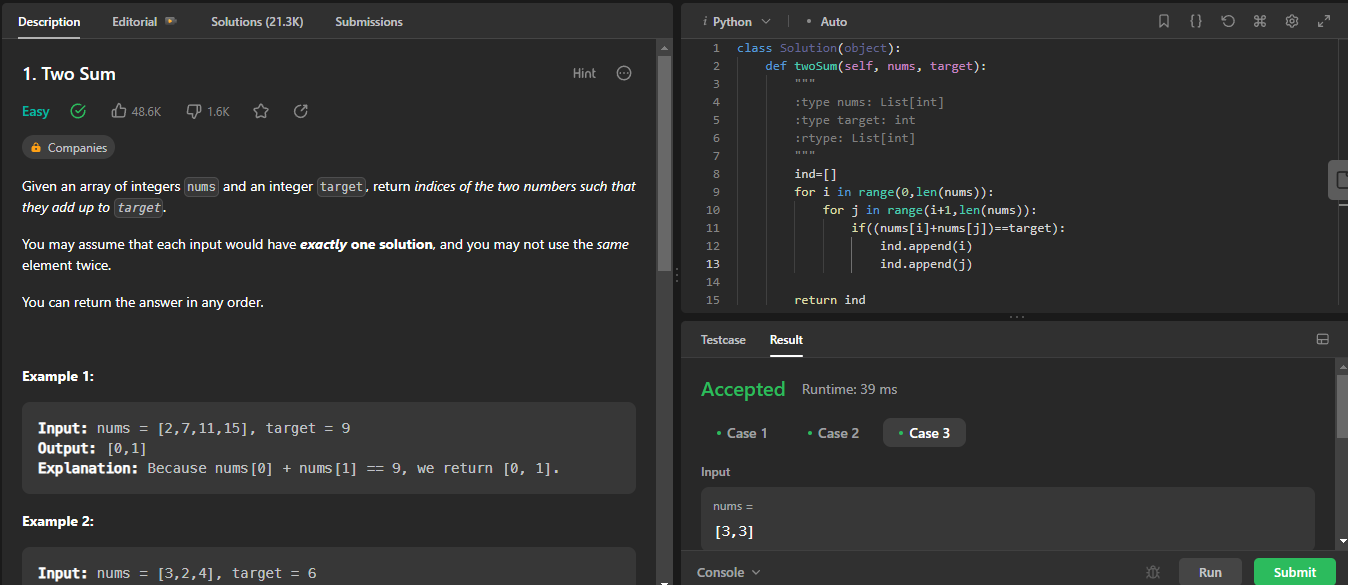 Description Editorial Solutions (21.3K) Submissions
1. Two Sum
Hint
Easy 48.6K 1.6K
Companies
Given an array of integers nums and an integer target, return indices of the two numbers such that
they add up to target.
You may assume that each input would have exactly one solution, and you may not use the same
element twice.
You can return the answer in any order.
Example 1:
Input: nums = [2,7,11,15], target = 9
Output: [0,1]
Explanation: Because nums[0] + nums[1] == 9, we return [0, 1].
Example 2:
Input: nums = [3,2,4], target = 6
i Python • Auto
1 class Solution(object):
2 def twoSum(self, nums, target):
3 """
4 :type nums: List[int]
5 :type target: int
6 :rtype: List[int]
7 """
8 ind=[]
9 for i in range(0,len(nums)):
10 for j in range(i+1,len(nums)):
11 if((nums[i]+nums[j])==target):
12 ind.append(i)
13 ind.append(j)
14
15 return ind
Testcase Result
Accepted Runtime: 39 ms
• Case 1 • Case 2 • Case 3
Input
nums =
[3,3]
Console Run Submit